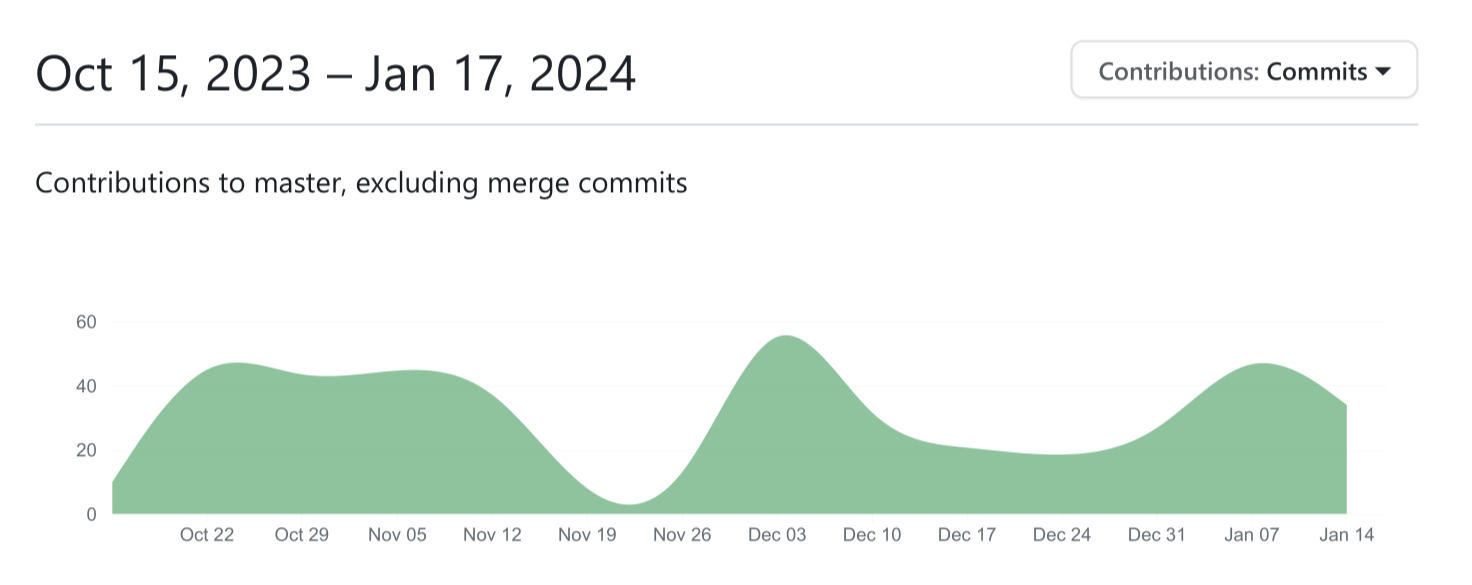 Oct 15, 2023 – Jan 17, 2024
Contributions: Commits
Contributions to master, excluding merge commits
60
40
20
0
Oct 22 Oct 29 Nov 05 Nov 12 Nov 19 Nov 26 Dec 03 Dec 10 Dec 17 Dec 24 Dec 31 Jan 07 Jan 14